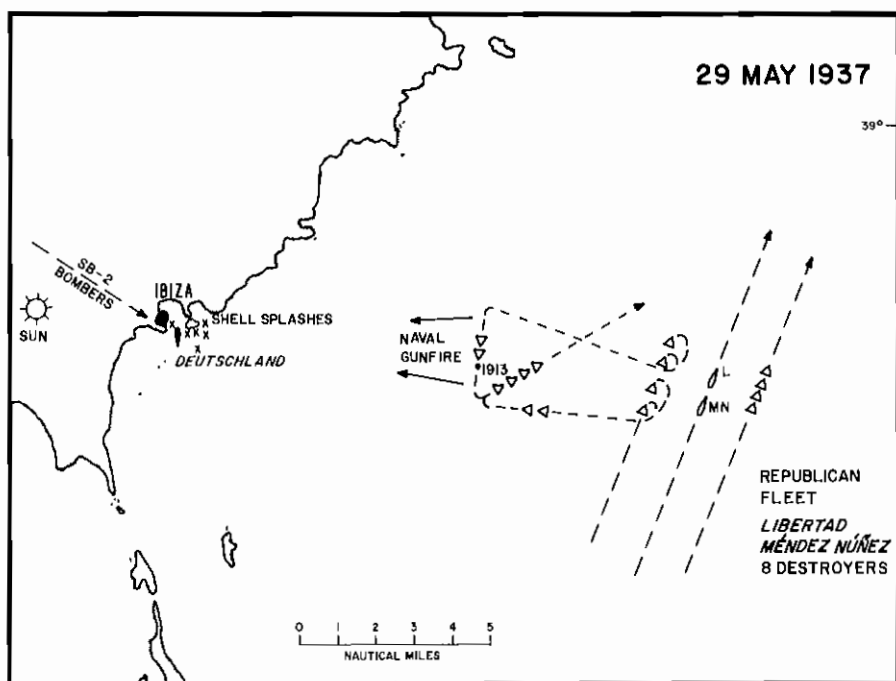 29 MAY 1937
39°
SB-2
BOMBERS
IBIZA
SUN
SHELL SPLASHES
DEUTSCHLAND
NAVAL
GUNFIRE
1913
L
MN
REPUBLICAN
FLEET
LIBERTAD
MÉNDEZ NÚÑEZ
8 DESTROYERS
0 1 2 3 4 5
NAUTICAL MILES